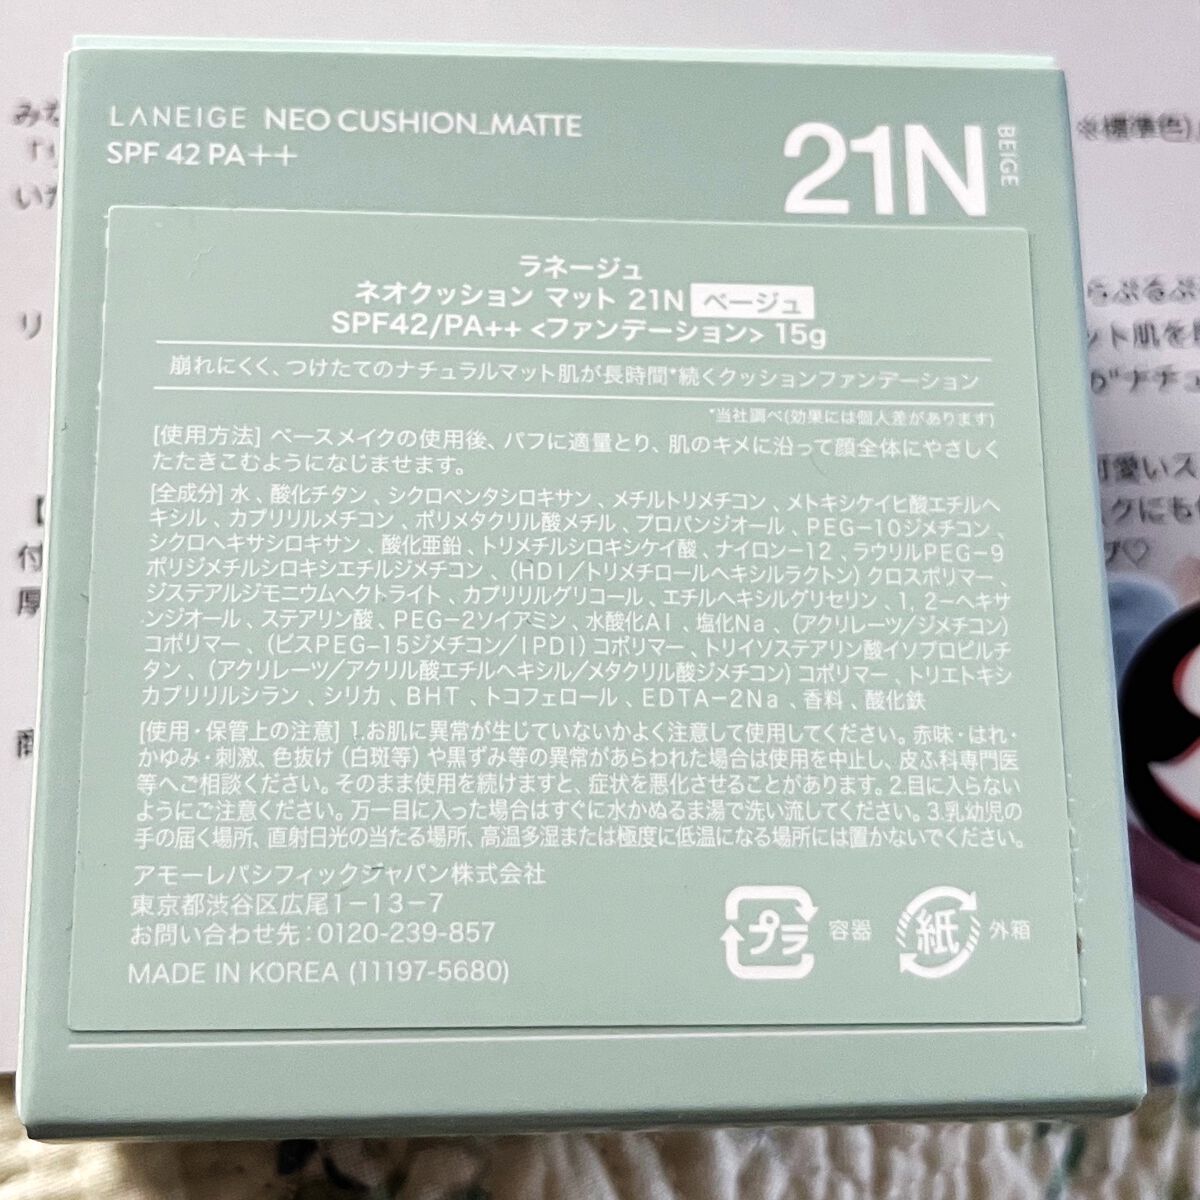 LANEIGE NEO CUSHION_MATTE
SPF 42 PA++
21N
BEIGE
ラネージュ
ネオクッション マット 21N ベージュ
SPF42/PA++ <ファンデーション> 15g
崩れにくく、つけたてのナチュラルマット肌が長時間*続くクッションファンデーション
*当社調べ(効果には個人差があります)
[使用方法] ベースメイクの使用後、パフに適量とり、肌のキメに沿って顔全体にやさしく
たたきこむようになじませます。
[全成分] 水、酸化チタン、シクロペンタシロキサン、メチルトリメチコン、メトキシケイヒ酸エチルヘ
キシル、カプリリルメチコン、ポリメタクリル酸メチル、プロパンジオール、PEG-10ジメチコン、
シクロヘキサシロキサン、酸化亜鉛、トリメチルシロキシケイ酸、ナイロン-12、ラウリルPEG-9
ポリジメチルシロキシエチルジメチコン、(HDI/トリメチロールヘキシルラクトン)クロスポリマー、
ジステアルジモニウムヘクトライト、カプリリルグリコール、エチルヘキシルグリセリン、1,2-ヘキサ
ンジオール、ステアリン酸、PEG-2ソイアミン、水酸化Al、塩化Na、(アクリレーツ/ジメチコン)
コポリマー、(ビスPEG-15ジメチコン/IPDI)コポリマー、トリイソステアリン酸イソプロピルチ
タン、(アクリレーツ/アクリル酸エチルヘキシル/メタクリル酸ジメチコン)コポリマー、トリエトキシ
カプリリルシラン、シリカ、BHT、トコフェロール、EDTA-2Na、香料、酸化鉄
[使用・保管上の注意] 1.お肌に異常が生じていないかよく注意して使用してください。赤味・はれ・
かゆみ・刺激、色抜け(白斑等)や黒ずみ等の異常があらわれた場合は使用を中止し、皮ふ科専門医
等へご相談ください。そのまま使用を続けますと、症状を悪化させることがあります。2.目に入らない
ようにご注意ください。万一目に入った場合はすぐに水かぬるま湯で洗い流してください。3.乳幼児の
手の届く場所、直射日光の当たる場所、高温多湿または極度に低温になる場所には置かないでください。
アモーレパシフィックジャパン株式会社
東京都渋谷区広尾1-13-7
お問い合わせ先:0120-239-857
MADE IN KOREA (11197-5680)
プラ 容器 紙 外箱